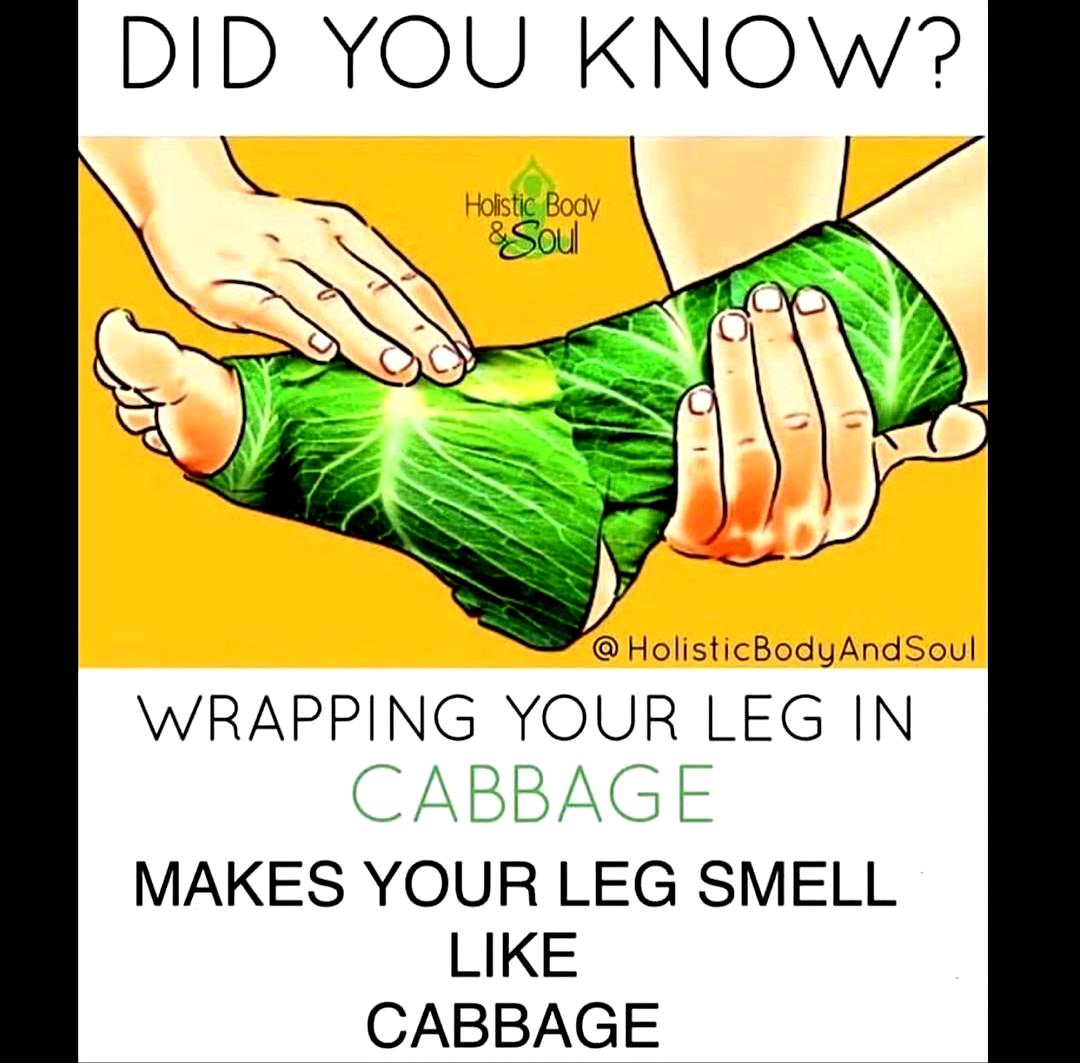 DID YOU KNOW?
Holistic Body
&Soul
@HolisticBodyAndSoul
WRAPPING YOUR LEG IN
CABBAGE
MAKES YOUR LEG SMELL
LIKE
CABBAGE